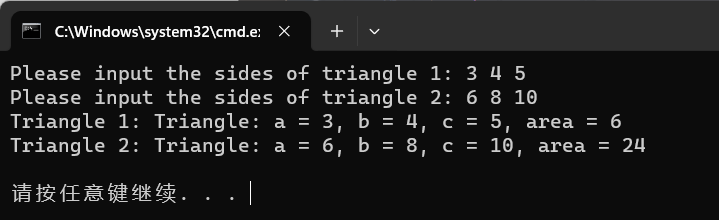 C:\Windows\system32\cmd.e
Please input the sides of triangle 1: 3 4 5
Please input the sides of triangle 2: 6 8 10
Triangle 1: Triangle: a = 3, b = 4, c = 5, area = 6
Triangle 2: Triangle: a = 6, b = 8, c = 10, area = 24
请按任意键继续. . .